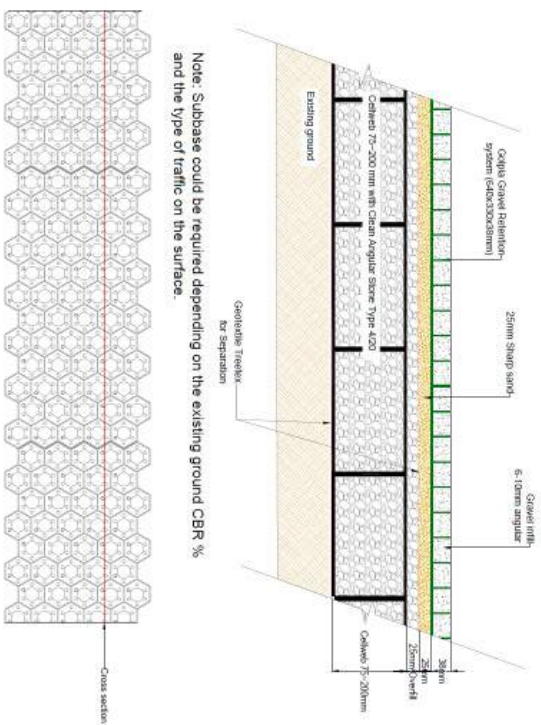 Golpla Gravel Retention
system (640x330x38mm)
25mm Sharp sand
Gravel infill
6-10mm angular
38mm
25mm
25mm Overfill
Cellweb 75-200mm
Cellweb 75-200 mm with Clean Angular Stone Type 4/20
Existing ground
Geotextile Treetex
for Separation
Note: Subbase could be required depending on the existing ground CBR %
and the type of traffic on the surface.
Cross section